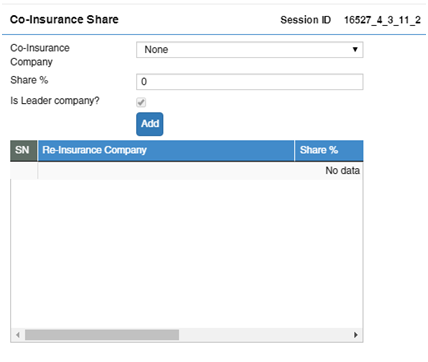 Co-Insurance Share Session ID 16527_4_3_11_2
Co-Insurance Company None
Share % 0
Is Leader company?
Add
SN Re-Insurance Company Share %
No data